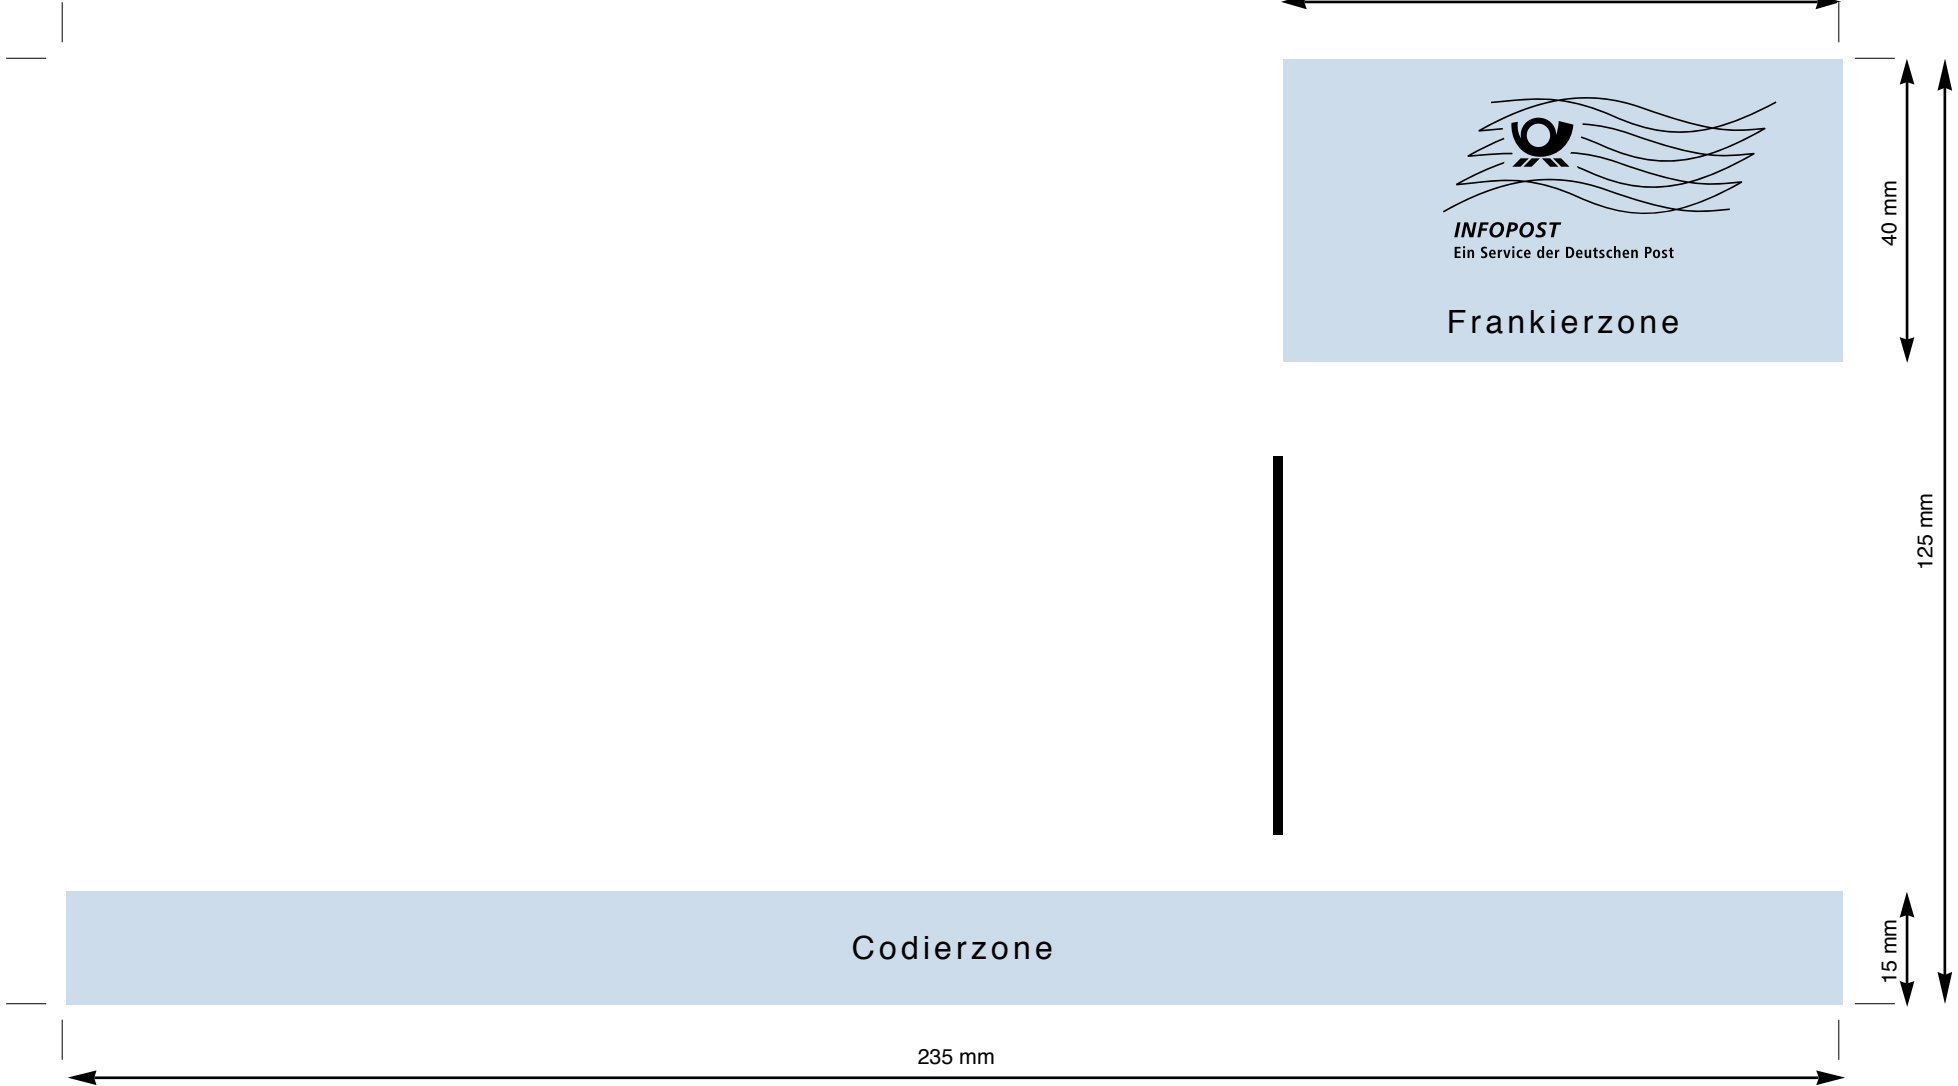 INFOPOST
Ein Service der Deutschen Post
Frankierzone
40 mm
125 mm
Codierzone
15 mm
235 mm